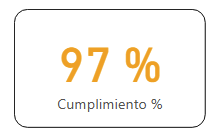 97 %
Cumplimiento %